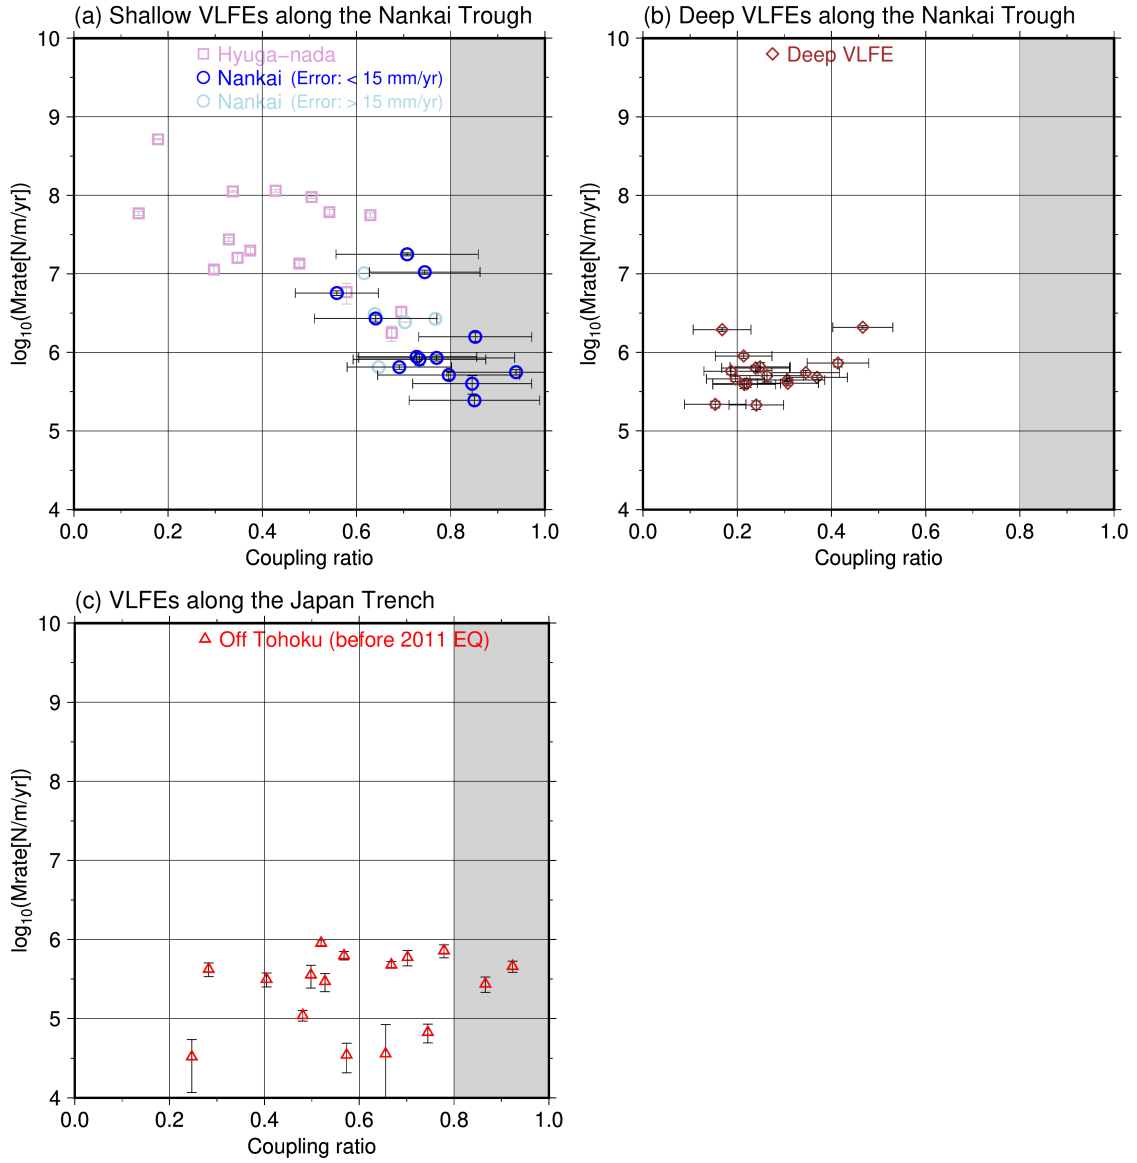 (a) Shallow VLFEs along the Nankai Trough
10
9
8
7
6
5
4
log10(Mrate[N/m/yr])
Hyuga−nada
Nankai (Error: < 15 mm/yr)
Nankai (Error: > 15 mm/yr)
0.0 0.2 0.4 0.6 0.8 1.0
Coupling ratio
(b) Deep VLFEs along the Nankai Trough
10
9
8
7
6
5
4
log10(Mrate[N/m/yr])
Deep VLFE
0.0 0.2 0.4 0.6 0.8 1.0
Coupling ratio
(c) VLFEs along the Japan Trench
10
9
8
7
6
5
4
log10(Mrate[N/m/yr])
Off Tohoku (before 2011 EQ)
0.0 0.2 0.4 0.6 0.8 1.0
Coupling ratio